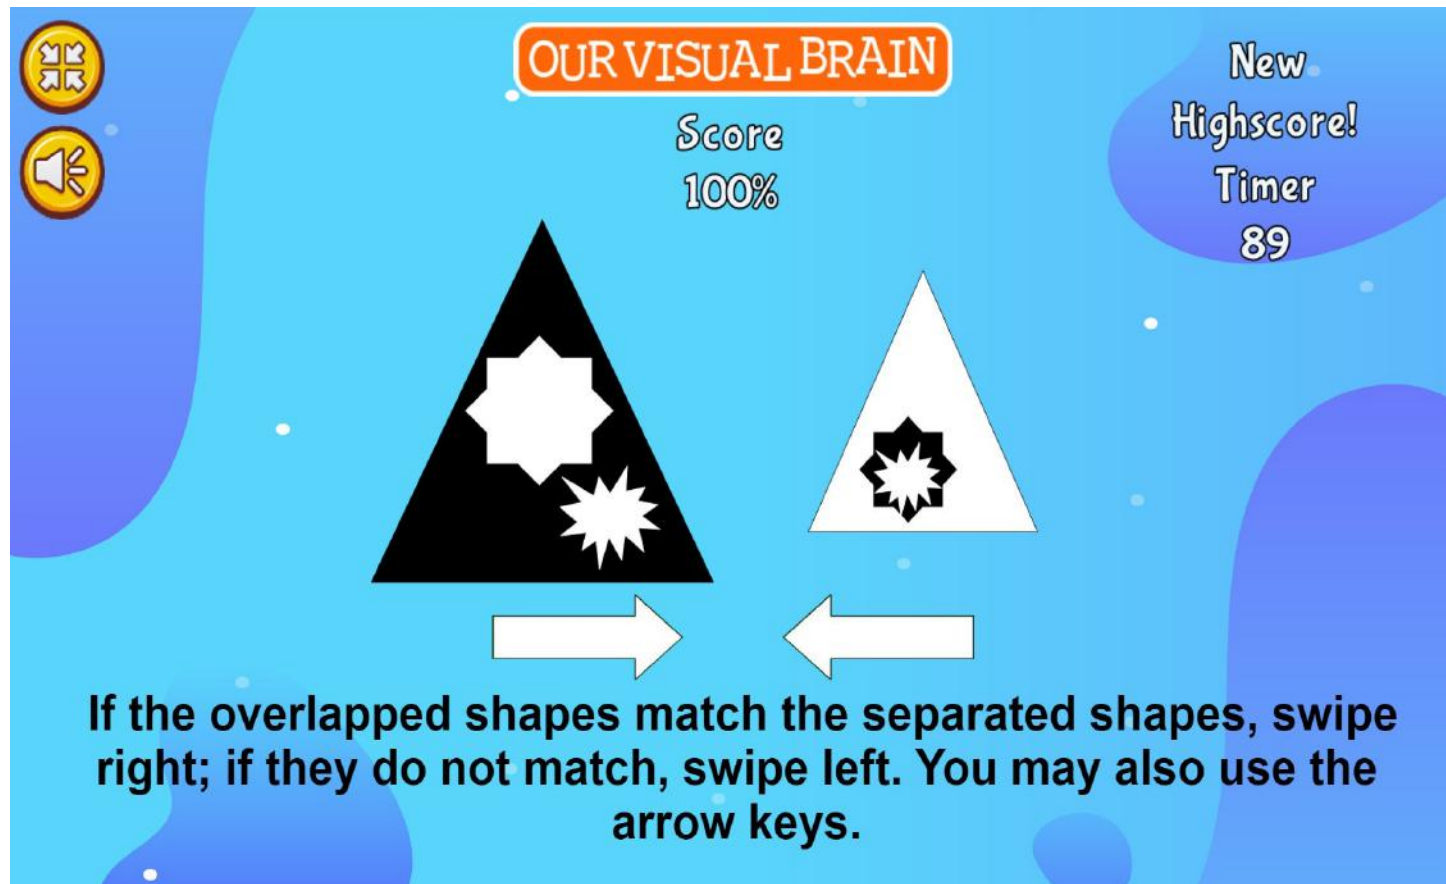 OUR VISUAL BRAIN
Score
100%
New
Highscore!
Timer
89
If the overlapped shapes match the separated shapes, swipe
right; if they do not match, swipe left. You may also use the
arrow keys.